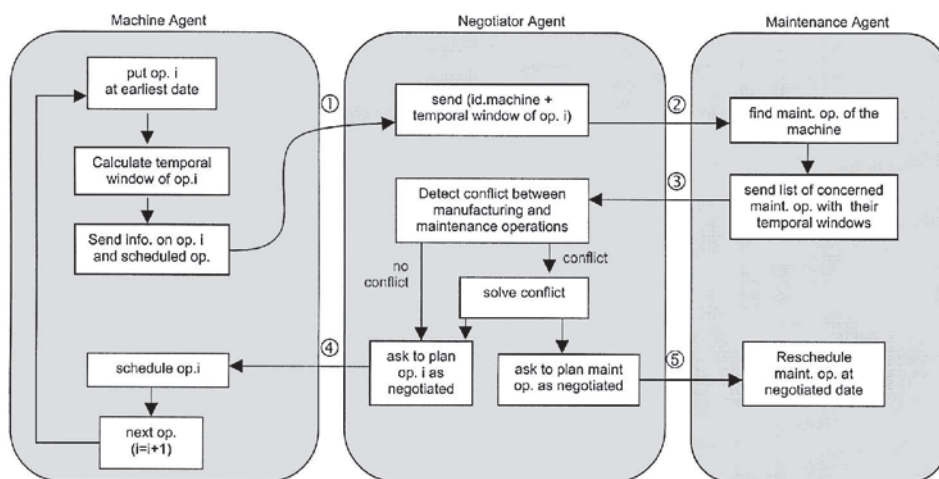 Machine Agent
Negotiator Agent
Maintenance Agent
put op. i
at earliest date
Calculate temporal
window of op.i
Send info. on op. i
and scheduled op.
schedule op.i
next op.
(i=i+1)
①
send (id.machine +
temporal window of op. i)
Detect conflict between
manufacturing and
maintenance operations
no
conflict
conflict
solve conflict
④
ask to plan
op. i as
negotiated
ask to plan maint
op. as negotiated
②
find maint. op. of the
machine
③
send list of concerned
maint. op. with their
temporal windows
⑤
Reschedule
maint. op. at
negotiated date